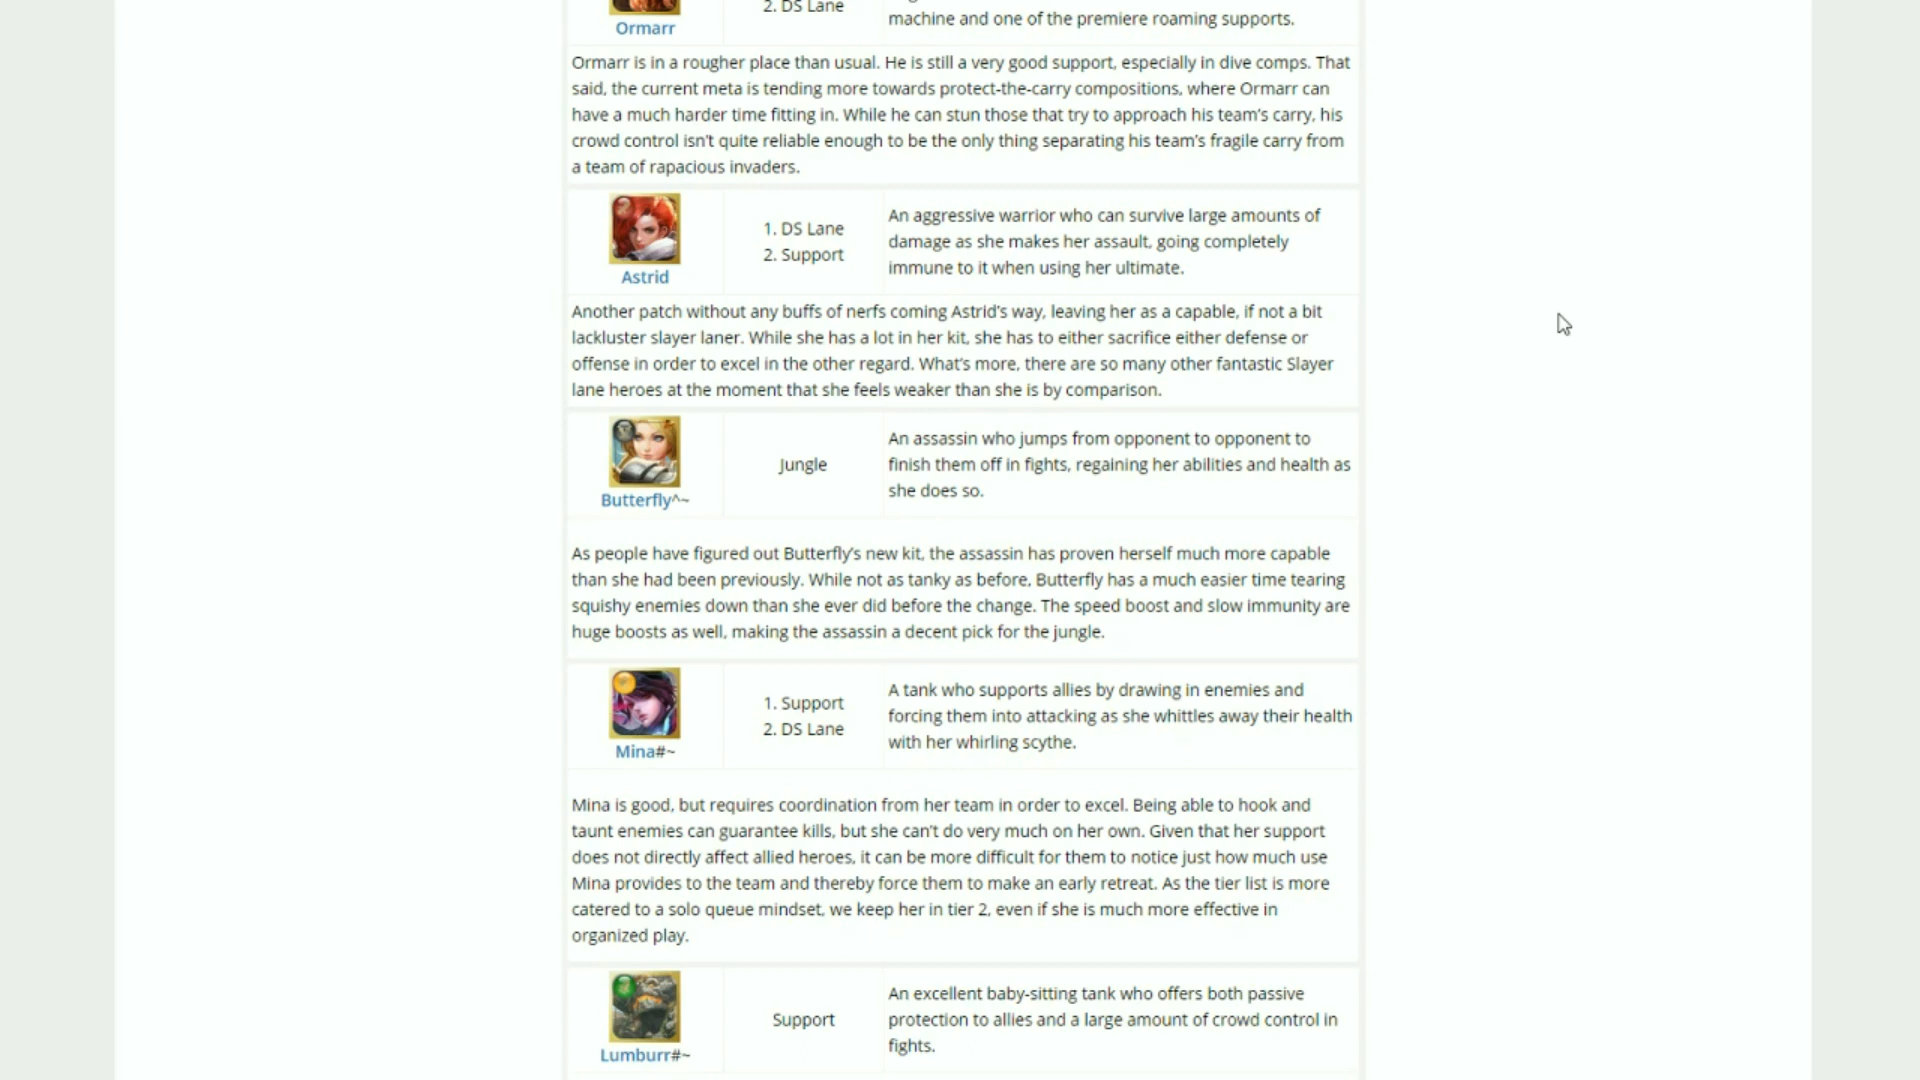 2. DS Lane
machine and one of the premiere roaming supports.
Ormarr
Ormarr is in a rougher place than usual. He is still a very good support, especially in dive comps. That
said, the current meta is tending more towards protect-the-carry compositions, where Ormarr can
have a much harder time fitting in. While he can stun those that try to approach his team's carry, his
crowd control isn't quite reliable enough to be the only thing separating his team's fragile carry from
a team of rapacious invaders.
1. DS Lane
2. Support
An aggressive warrior who can survive large amounts of
damage as she makes her assault, going completely
immune to it when using her ultimate.
Astrid
Another patch without any buffs of nerfs coming Astrid's way, leaving her as a capable, if not a bit
lackluster slayer laner. While she has a lot in her kit, she has to either sacrifice either defense or
offense in order to excel in the other regard. What's more, there are so many other fantastic Slayer
lane heroes at the moment that she feels weaker than she is by comparison.
Jungle
An assassin who jumps from opponent to opponent to
finish them off in fights, regaining her abilities and health as
she does so.
Butterfly^~
As people have figured out Butterfly's new kit, the assassin has proven herself much more capable
than she had been previously. While not as tanky as before, Butterfly has a much easier time tearing
squishy enemies down than she ever did before the change. The speed boost and slow immunity are
huge boosts as well, making the assassin a decent pick for the jungle.
1. Support
2. DS Lane
A tank who supports allies by drawing in enemies and
forcing them into attacking as she whittles away their health
with her whirling scythe.
Mina#~
Mina is good, but requires coordination from her team in order to excel. Being able to hook and
taunt enemies can guarantee kills, but she can't do very much on her own. Given that her support
does not directly affect allied heroes, it can be more difficult for them to notice just how much use
Mina provides to the team and thereby force them to make an early retreat. As the tier list is more
catered to a solo queue mindset, we keep her in tier 2, even if she is much more effective in
organized play.
Support
An excellent baby-sitting tank who offers both passive
protection to allies and a large amount of crowd control in
fights.
Lumburr#~